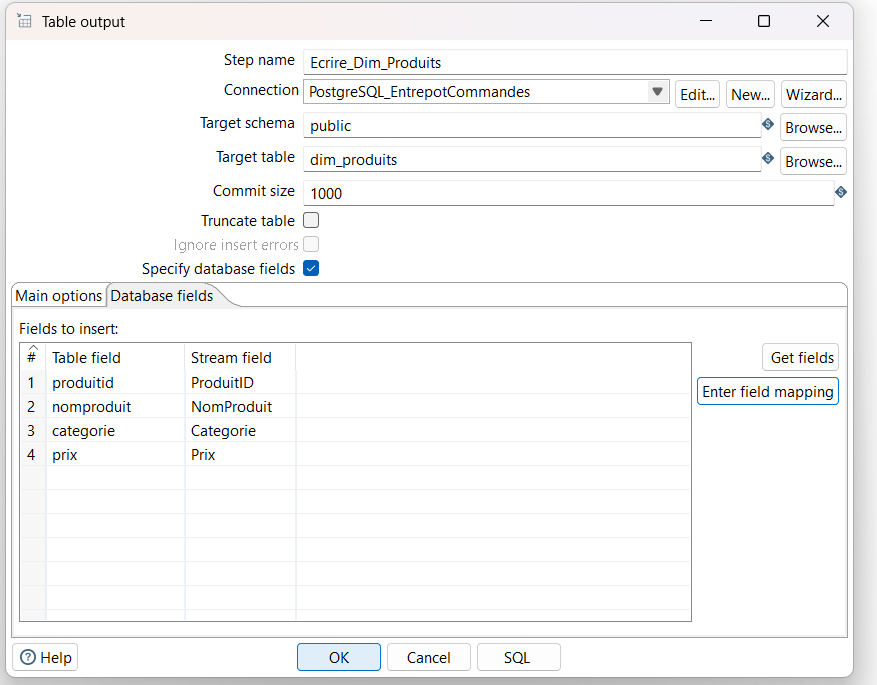 Table output
Step name Ecrire_Dim_Produits
Connection PostgreSQL_EntrepotCommandes Edit... New... Wizard...
Target schema public Browse...
Target table dim_produits Browse...
Commit size 1000
Truncate table
Ignore insert errors
Specify database fields
Main options Database fields
Fields to insert:
# Table field Stream field Get fields
1 produitid ProduitID
Enter field mapping
2 nomproduit NomProduit
3 categorie Categorie
4 prix Prix
Help OK Cancel SQL